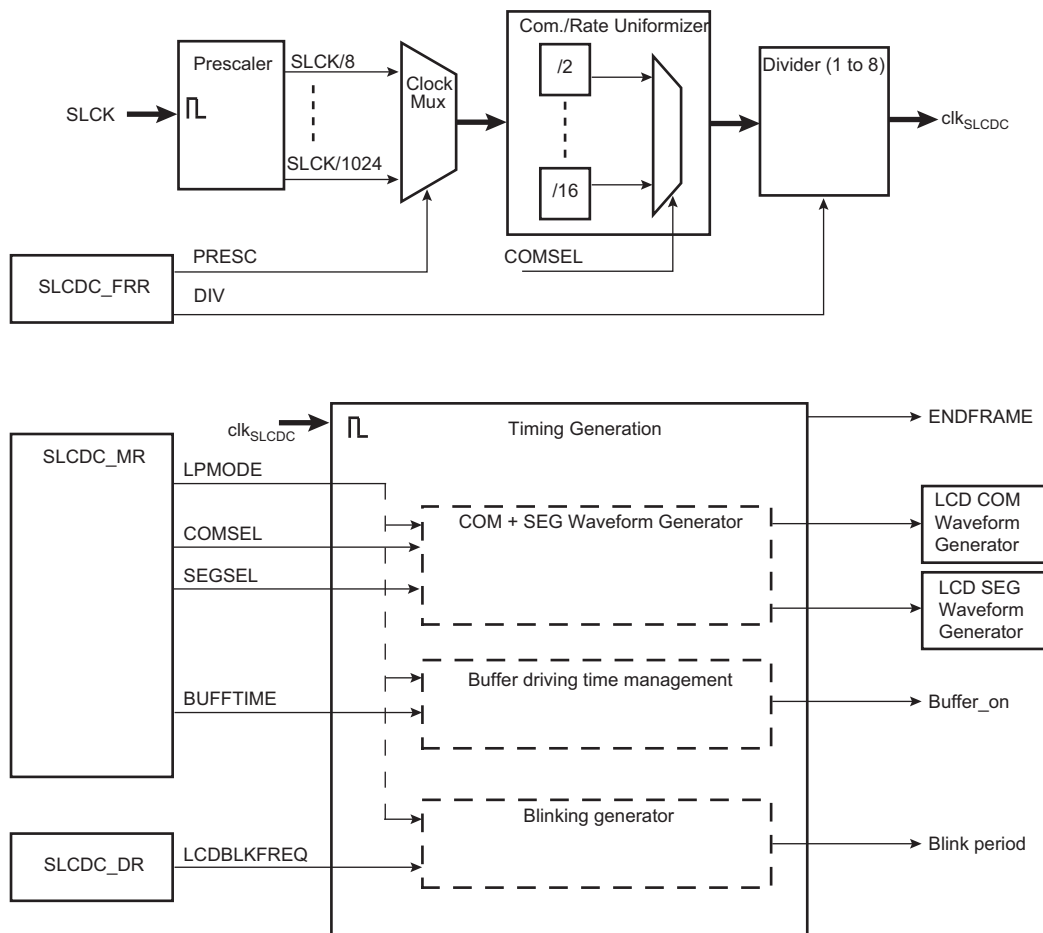 Com./Rate Uniformizer
Prescaler
SLCK/8
/2
Divider (1 to 8)
Clock
Mux
SLCK
clkSLCDC
SLCK/1024
/16
PRESC
COMSEL
SLCDC_FRR
DIV
clkSLCDC
Timing Generation
ENDFRAME
SLCDC_MR
LPMODE
COM + SEG Waveform Generator
LCD COM
Waveform
Generator
COMSEL
SEGSEL
LCD SEG
Waveform
Generator
Buffer driving time management
BUFFTIME
Buffer_on
Blinking generator
SLCDC_DR
LCDBLKFREQ
Blink period